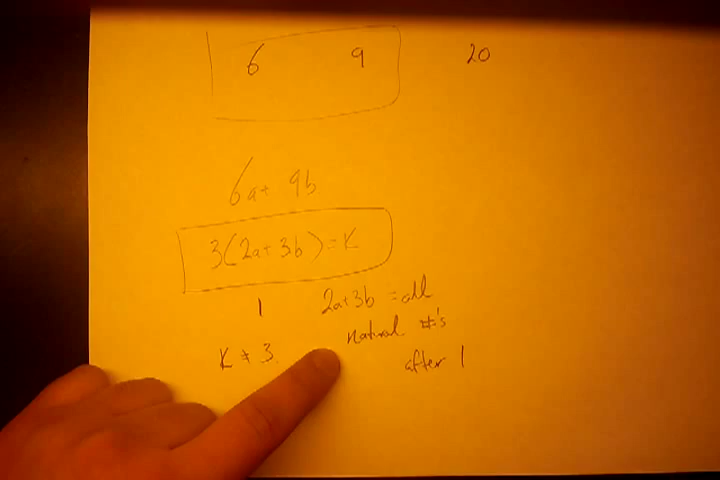 6 9 20
6a+ 9b
3(2a+3b)=K
1 2a+3b = all
natural #'s
K ≠ 3
after 1